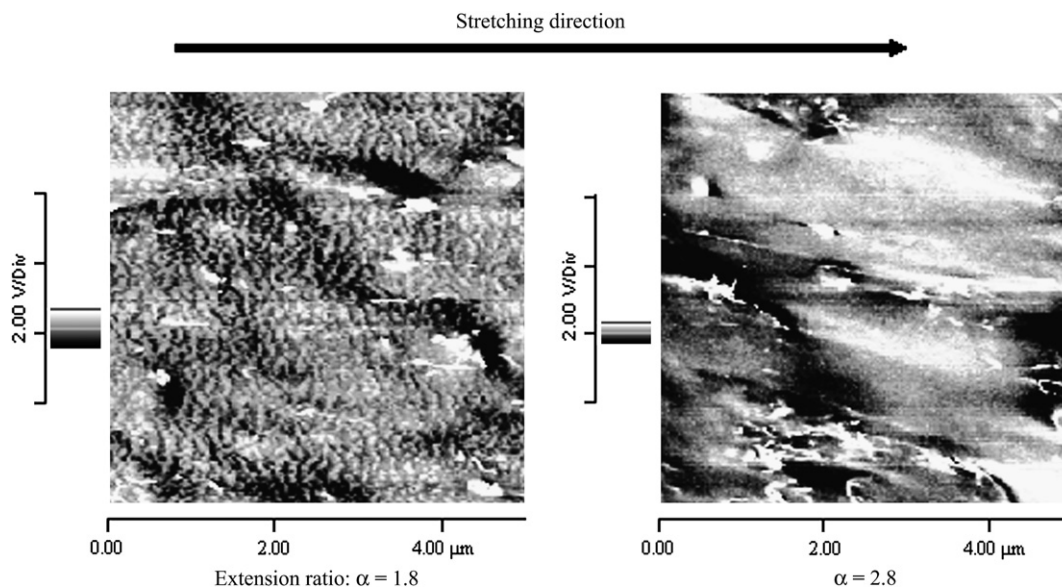 Stretching direction
2.00 V/Div
2.00 V/Div
0.00 2.00 4.00 μm
0.00 2.00 4.00 μm
Extension ratio: α = 1.8
α = 2.8